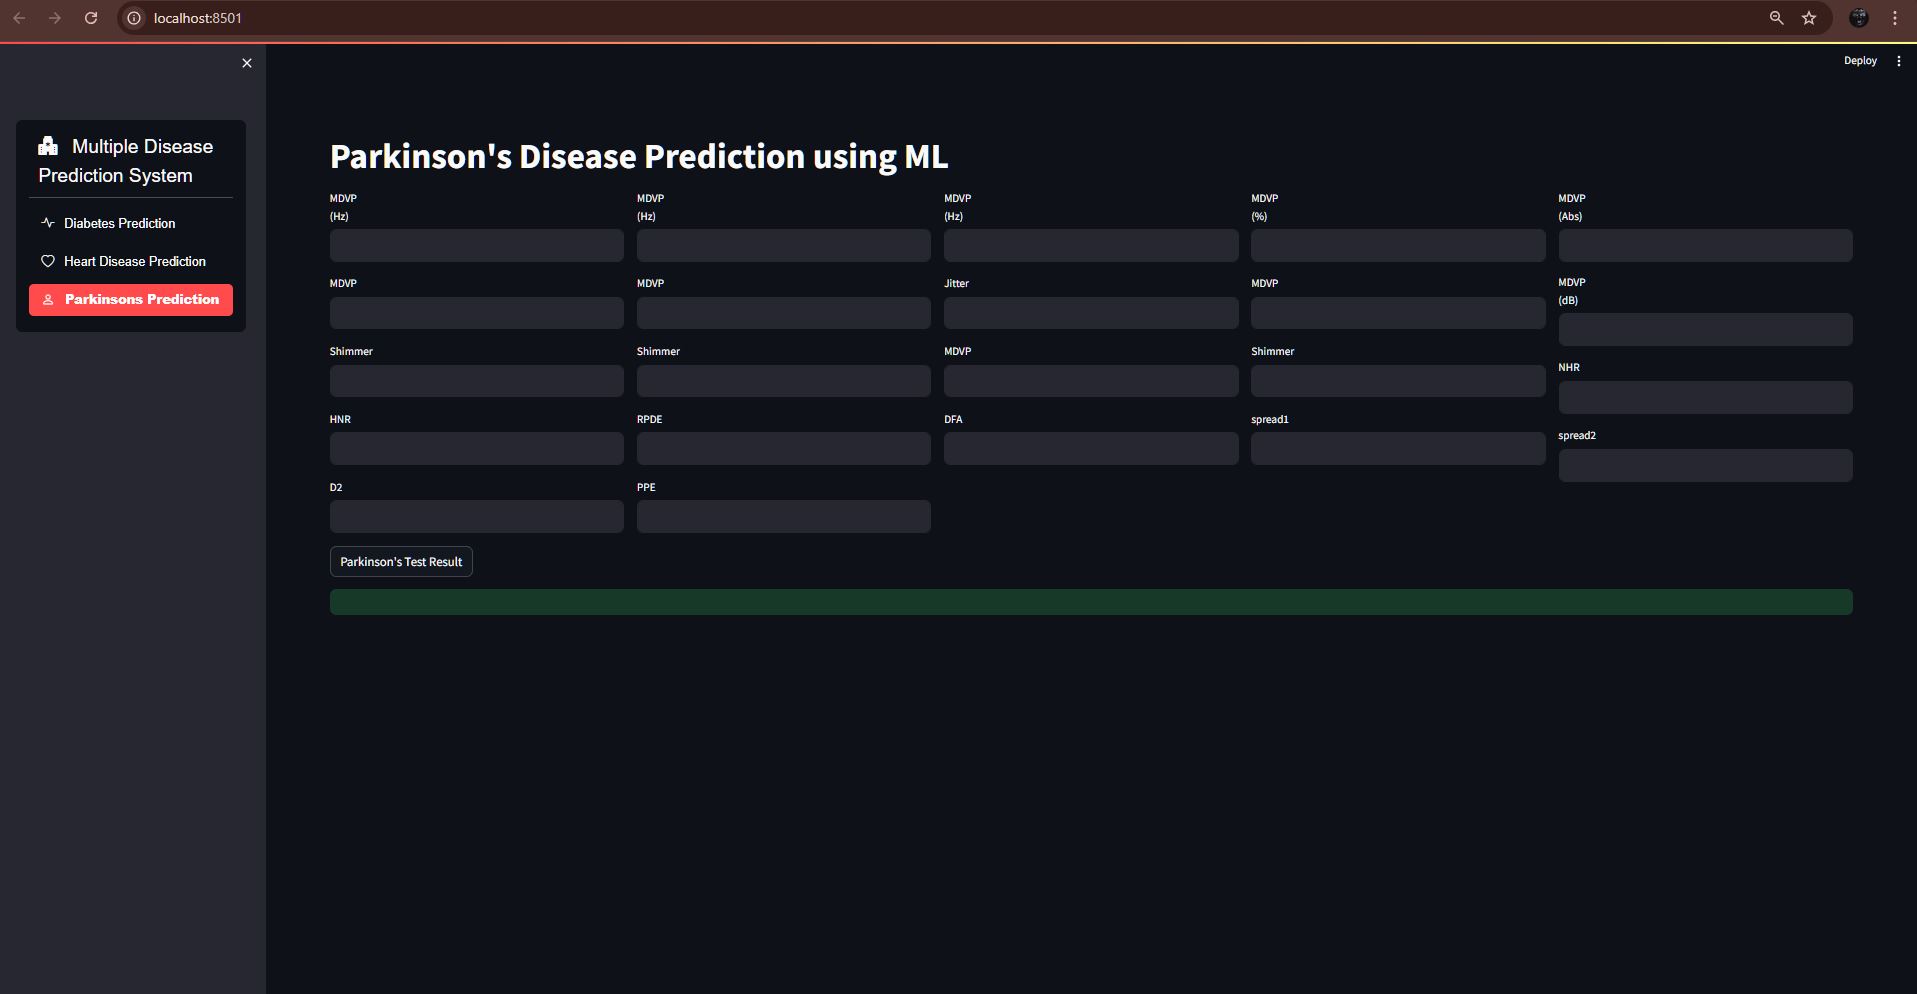 localhost:8501
Deploy
Multiple Disease
Prediction System
Diabetes Prediction
Heart Disease Prediction
Parkinsons Prediction
Parkinson's Disease Prediction using ML
MDVP
(Hz)
MDVP
(Hz)
MDVP
(Hz)
MDVP
(%)
MDVP
(Abs)
MDVP
MDVP
Jitter
MDVP
MDVP
(dB)
Shimmer
Shimmer
MDVP
Shimmer
NHR
HNR
RPDE
DFA
spread1
spread2
D2
PPE
Parkinson's Test Result